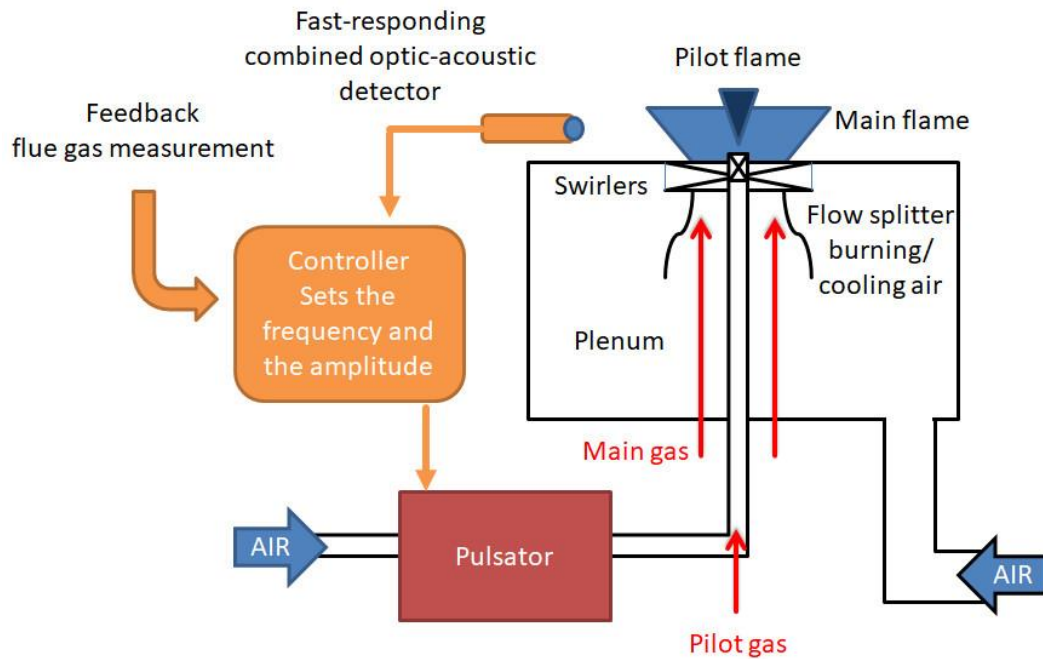 Fast-responding
combined optic-acoustic
detector
Pilot flame
Feedback
flue gas measurement
Main flame
Swirlers
Flow splitter
burning/
cooling air
Controller
Sets the
frequency and
the amplitude
Plenum
Main gas
AIR
Pulsator
AIR
Pilot gas